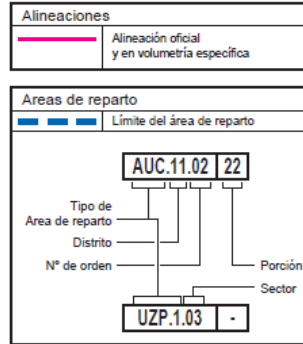 Alineaciones
Alineación oficial
y en volumetría específica
Areas de reparto
Límite del área de reparto
AUC.11.02 22
Tipo de
Area de reparto
Distrito
Nº de orden
Porción
Sector
UZP.1.03 -